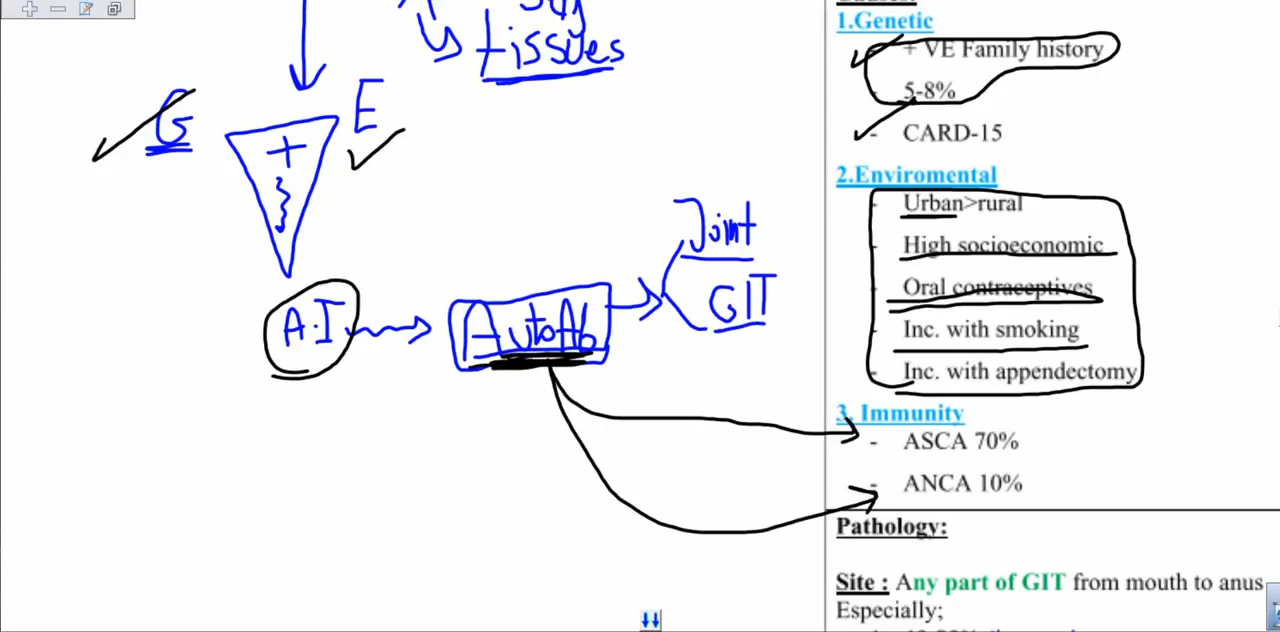 tissues
G
E
+
A.I
AutoAb
Joint
GIT
1.Genetic
+ VE Family history
- 5-8%
- CARD-15
2.Enviromental
- Urban>rural
- High socioeconomic
- Oral contraceptives
- Inc. with smoking
- Inc. with appendectomy
3. Immunity
- ASCA 70%
- ANCA 10%
Pathology:
Site : Any part of GIT from mouth to anus
Especially;